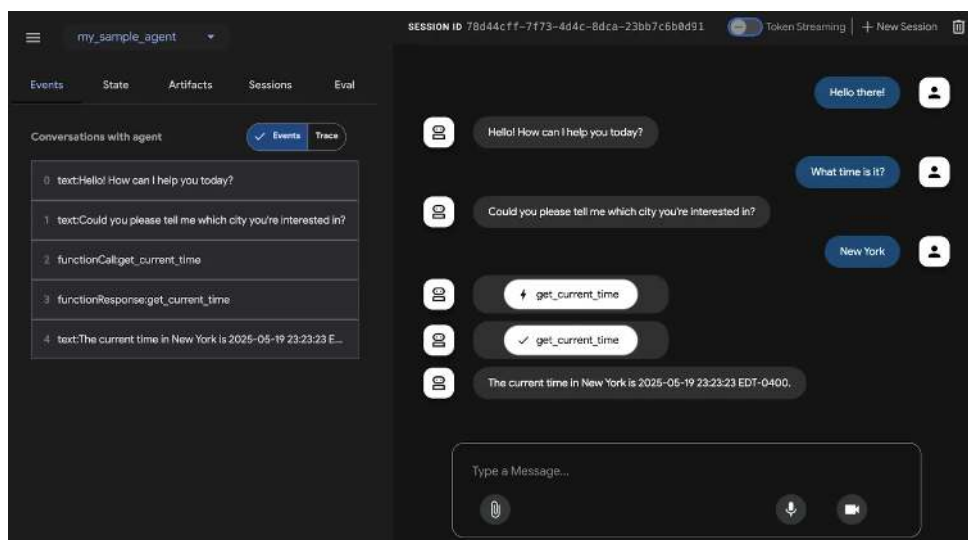 my_sample_agent
SESSION ID 78d44cff-7f73-4d4c-8dca-23bb7c6b0d91
Token Streaming
+ New Session
Events State Artifacts Sessions Eval
Conversations with agent
Events Trace
0 text:Hello! How can I help you today?
1 text:Could you please tell me which city you're interested in?
2 functionCall:get_current_time
3 functionResponse:get_current_time
4 text:The current time in New York is 2025-05-19 23:23:23 E...
Hello there!
Hello! How can I help you today?
What time is it?
Could you please tell me which city you're interested in?
New York
get_current_time
get_current_time
The current time in New York is 2025-05-19 23:23:23 EDT-0400.
Type a Message...